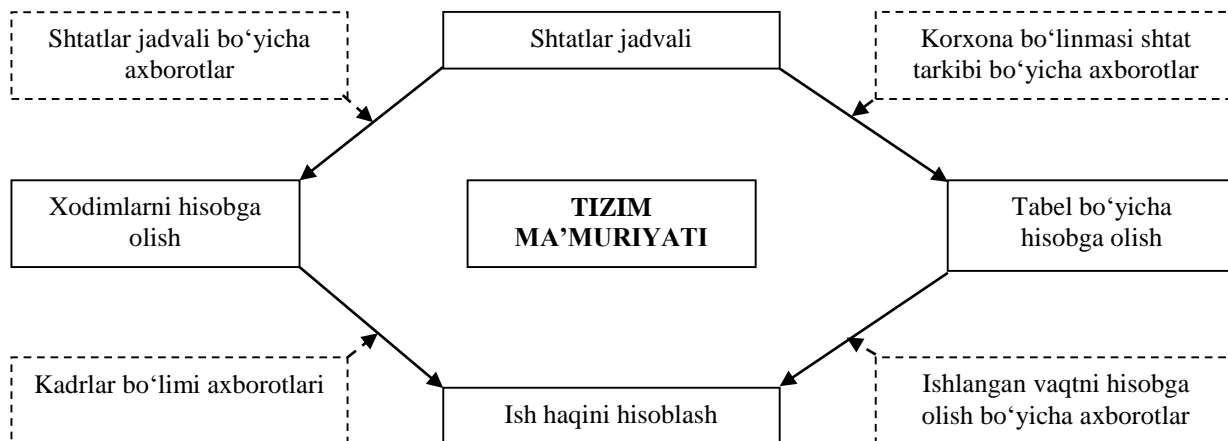 Shtatlar jadvali bo‘yicha
axborotlar
Shtatlar jadvali
Korxona bo‘linmasi shtat
tarkibi bo‘yicha axborotlar
Xodimlarni hisobga
olish
TIZIM
MA’MURIYATI
Tabel bo‘yicha
hisobga olish
Kadrlar bo‘limi axborotlari
Ish haqini hisoblash
Ishlangan vaqtni hisobga
olish bo‘yicha axborotlar